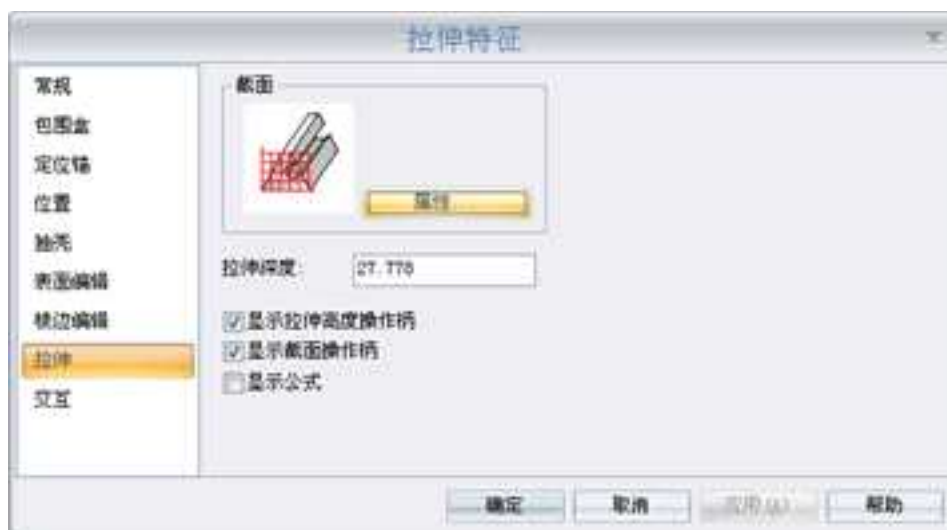 拉伸特征
常规
包围盒
定位锚
位置
抽壳
表面编辑
棱边编辑
拉伸
交互
截面
属性
拉伸深度: 27.778
显示拉伸高度操作柄
显示截面操作柄
显示公式
确定 取消 应用(A) 帮助